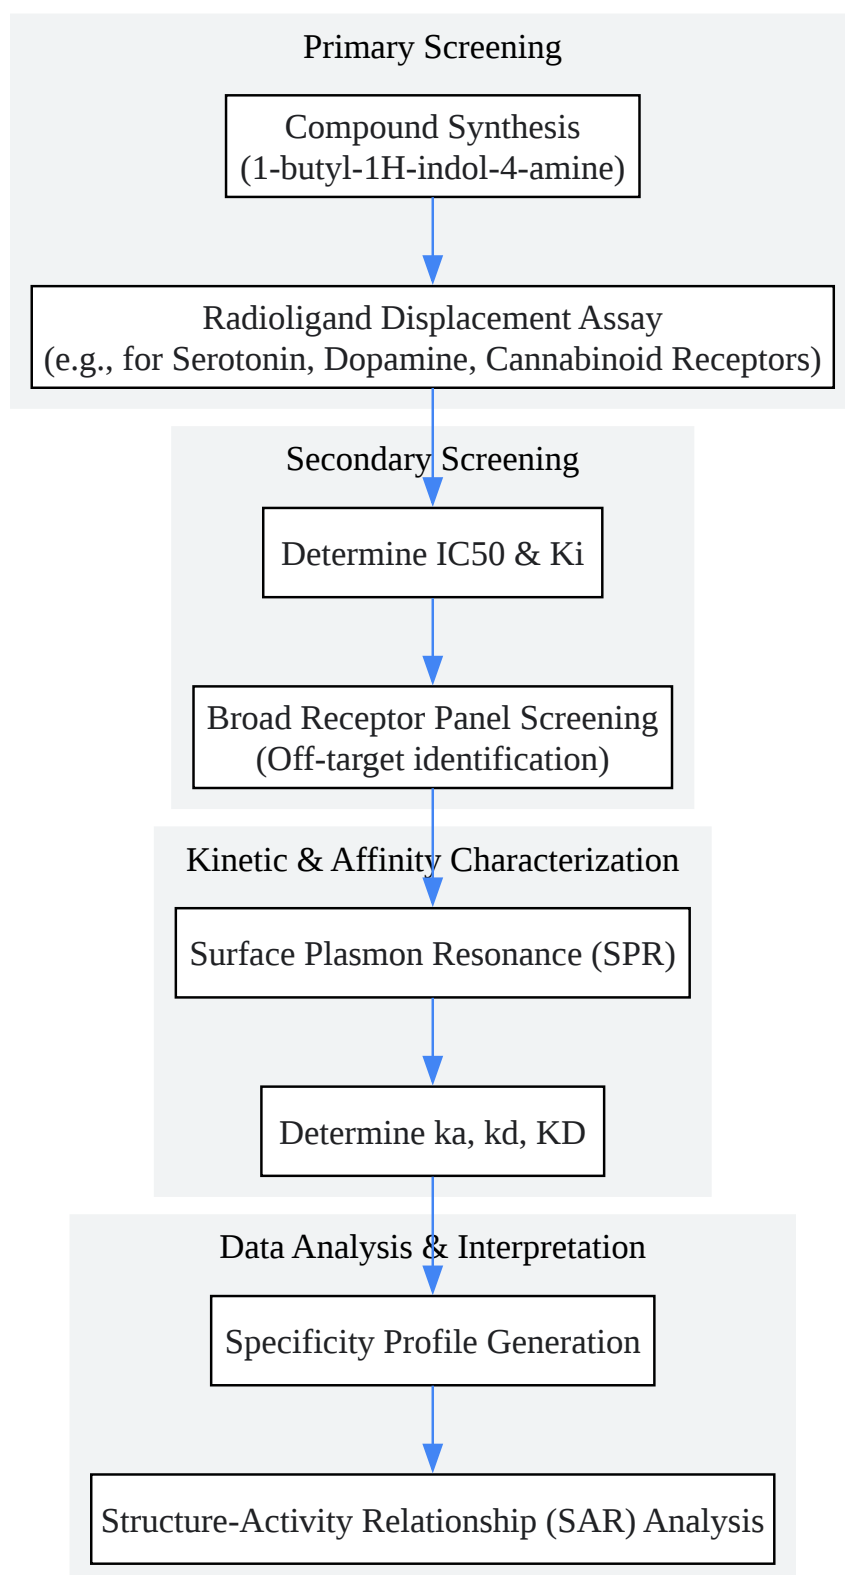 Primary Screening
Compound Synthesis
(1-butyl-1H-indol-4-amine)
Radioligand Displacement Assay
(e.g., for Serotonin, Dopamine, Cannabinoid Receptors)
Secondary Screening
Determine IC50 & Ki
Broad Receptor Panel Screening
(Off-target identification)
Kinetic & Affinity Characterization
Surface Plasmon Resonance (SPR)
Determine ka, kd, KD
Data Analysis & Interpretation
Specificity Profile Generation
Structure-Activity Relationship (SAR) Analysis